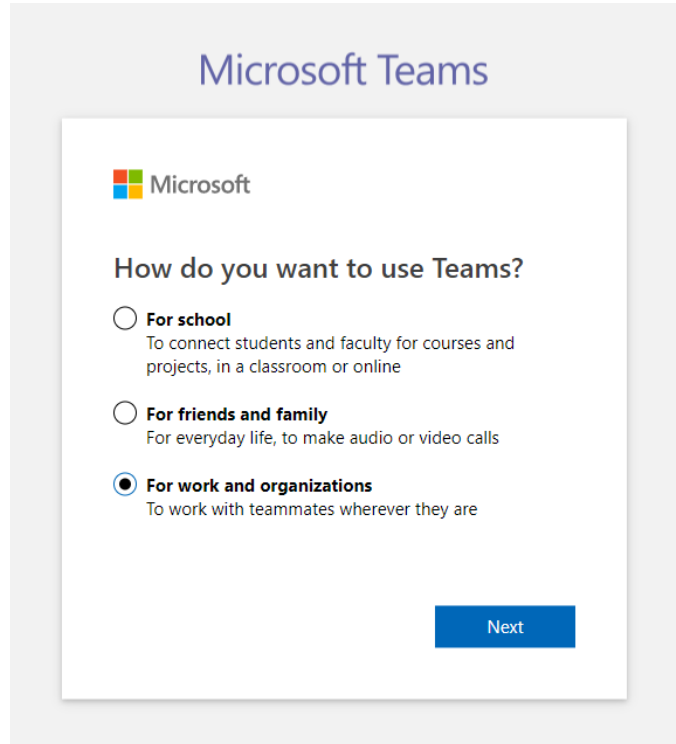 Microsoft Teams
Microsoft
How do you want to use Teams?
For school
To connect students and faculty for courses and
projects, in a classroom or online
For friends and family
For everyday life, to make audio or video calls
For work and organizations
To work with teammates wherever they are
Next